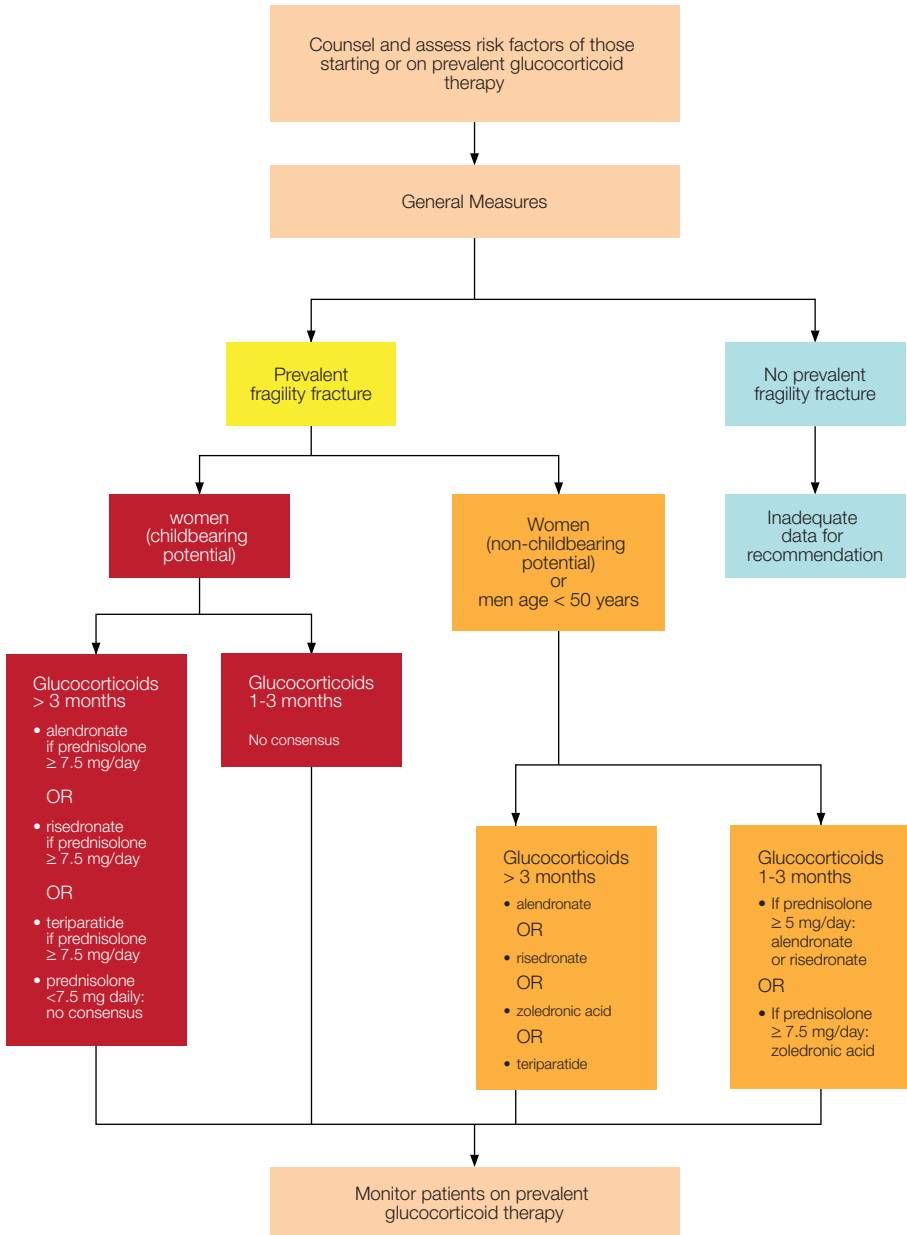 Counsel and assess risk factors of those
starting or on prevalent glucocorticoid
therapy
General Measures
Prevalent
fragility fracture
No prevalent
fragility fracture
women
(childbearing
potential)
Women
(non-childbearing
potential)
or
men age < 50 years
Inadequate
data for
recommendation
Glucocorticoids
> 3 months
• alendronate
if prednisolone
≥ 7.5 mg/day
OR
• risedronate
if prednisolone
≥ 7.5 mg/day
OR
• teriparatide
if prednisolone
≥ 7.5 mg/day
• prednisolone
<7.5 mg daily:
no consensus
Glucocorticoids
1-3 months
No consensus
Glucocorticoids
> 3 months
• alendronate
OR
• risedronate
OR
• zoledronic acid
OR
• teriparatide
Glucocorticoids
1-3 months
• If prednisolone
≥ 5 mg/day:
alendronate
or risedronate
OR
• If prednisolone
≥ 7.5 mg/day:
zoledronic acid
Monitor patients on prevalent
glucocorticoid therapy